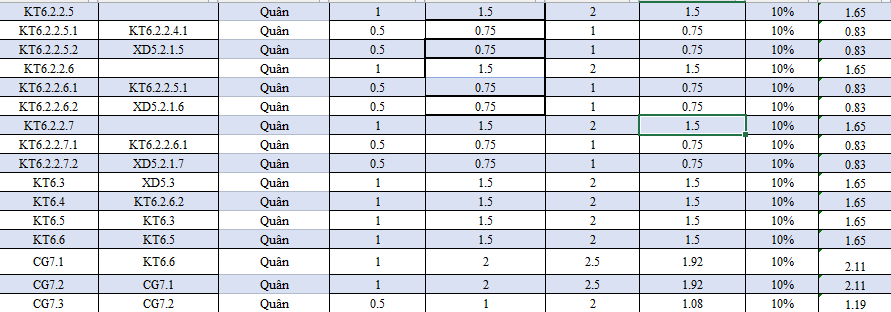 KT6.2.2.5 Quân 1 1.5 2 1.5 10% 1.65
KT6.2.2.5.1 KT6.2.2.4.1 Quân 0.5 0.75 1 0.75 10% 0.83
KT6.2.2.5.2 XD5.2.1.5 Quân 0.5 0.75 1 0.75 10% 0.83
KT6.2.2.6 Quân 1 1.5 2 1.5 10% 1.65
KT6.2.2.6.1 KT6.2.2.5.1 Quân 0.5 0.75 1 0.75 10% 0.83
KT6.2.2.6.2 XD5.2.1.6 Quân 0.5 0.75 1 0.75 10% 0.83
KT6.2.2.7 Quân 1 1.5 2 1.5 10% 1.65
KT6.2.2.7.1 KT6.2.2.6.1 Quân 0.5 0.75 1 0.75 10% 0.83
KT6.2.2.7.2 XD5.2.1.7 Quân 0.5 0.75 1 0.75 10% 0.83
KT6.3 XD5.3 Quân 1 1.5 2 1.5 10% 1.65
KT6.4 KT6.2.6.2 Quân 1 1.5 2 1.5 10% 1.65
KT6.5 KT6.3 Quân 1 1.5 2 1.5 10% 1.65
KT6.6 KT6.5 Quân 1 1.5 2 1.5 10% 1.65
CG7.1 KT6.6 Quân 1 2 2.5 1.92 10% 2.11
CG7.2 CG7.1 Quân 1 2 2.5 1.92 10% 2.11
CG7.3 CG7.2 Quân 0.5 1 2 1.08 10% 1.19